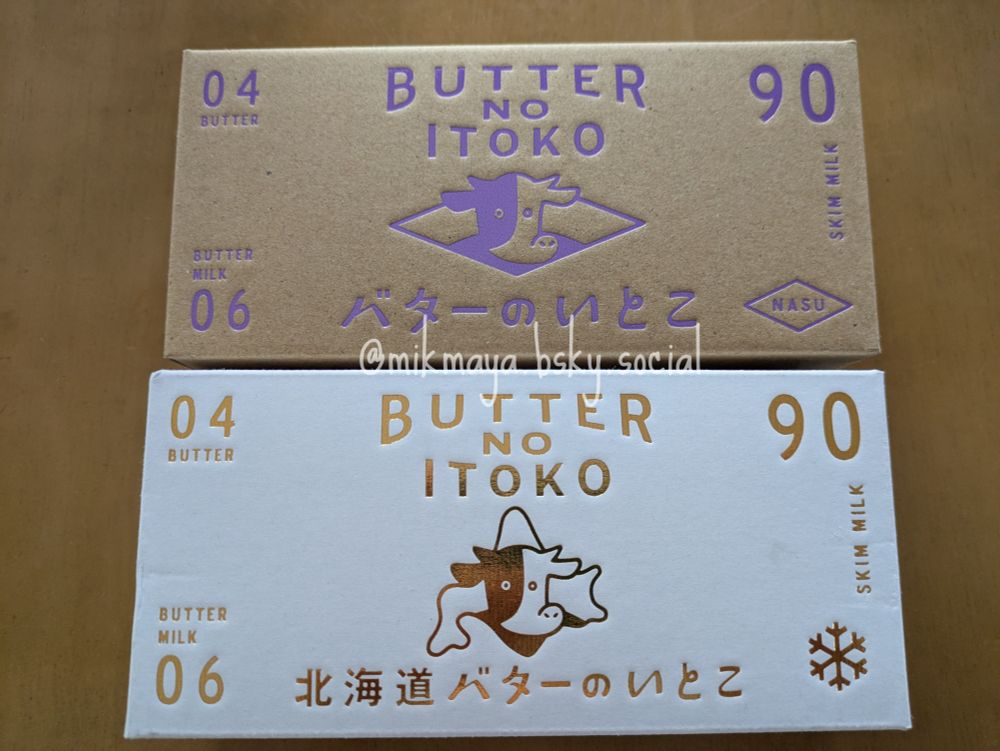 04
BUTTER
BUTTER
NO
ITOKO
90
SKIM MILK
BUTTER
MILK
06
バターのいとこ
NASU
@mikmaya.bsky.social
04
BUTTER
BUTTER
NO
ITOKO
90
SKIM MILK
BUTTER
MILK
06
北海道バターのいとこ